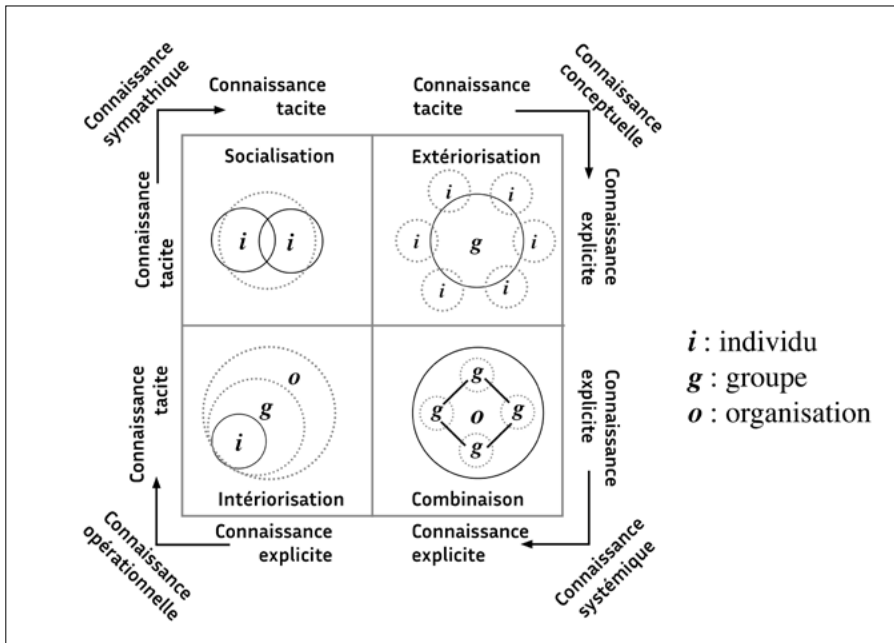 Connaissance
sympathique
Connaissance
tacite
Connaissance
tacite
Connaissance
conceptuelle
Connaissance
tacite
Socialisation
i
i
Extériorisation
i
i
i
g
i
i
i
Connaissance
explicite
Connaissance
tacite
o
g
i
Intériorisation
g
g
o
g
g
Combinaison
Connaissance
explicite
i : individu
g : groupe
o : organisation
Connaissance
opérationnelle
Connaissance
explicite
Connaissance
explicite
Connaissance
systémique